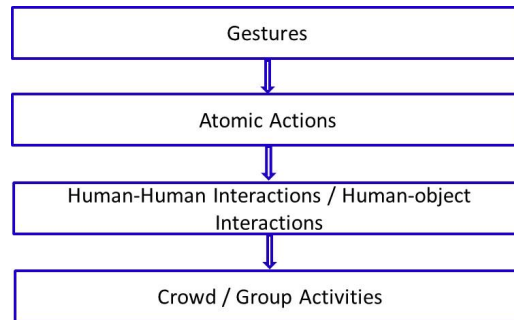 Gestures
Atomic Actions
Human-Human Interactions / Human-object
Interactions
Crowd / Group Activities